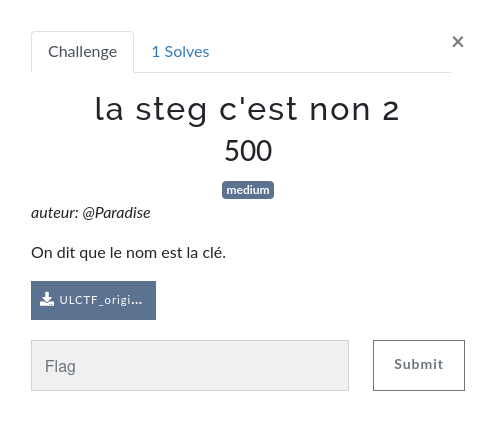 Challenge
1 Solves
×
la steg c'est non 2
500
medium
auteur: @Paradise
On dit que le nom est la clé.
ULCTF_origi...
Flag
Submit